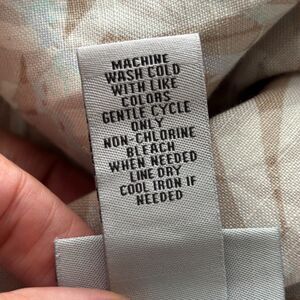 MACHINE
WASH COLD
WITH LIKE
COLORS
GENTLE CYCLE
ONLY
NON-CHLORINE
BLEACH
WHEN NEEDED
LINE DRY
COOL IRON IF
NEEDED